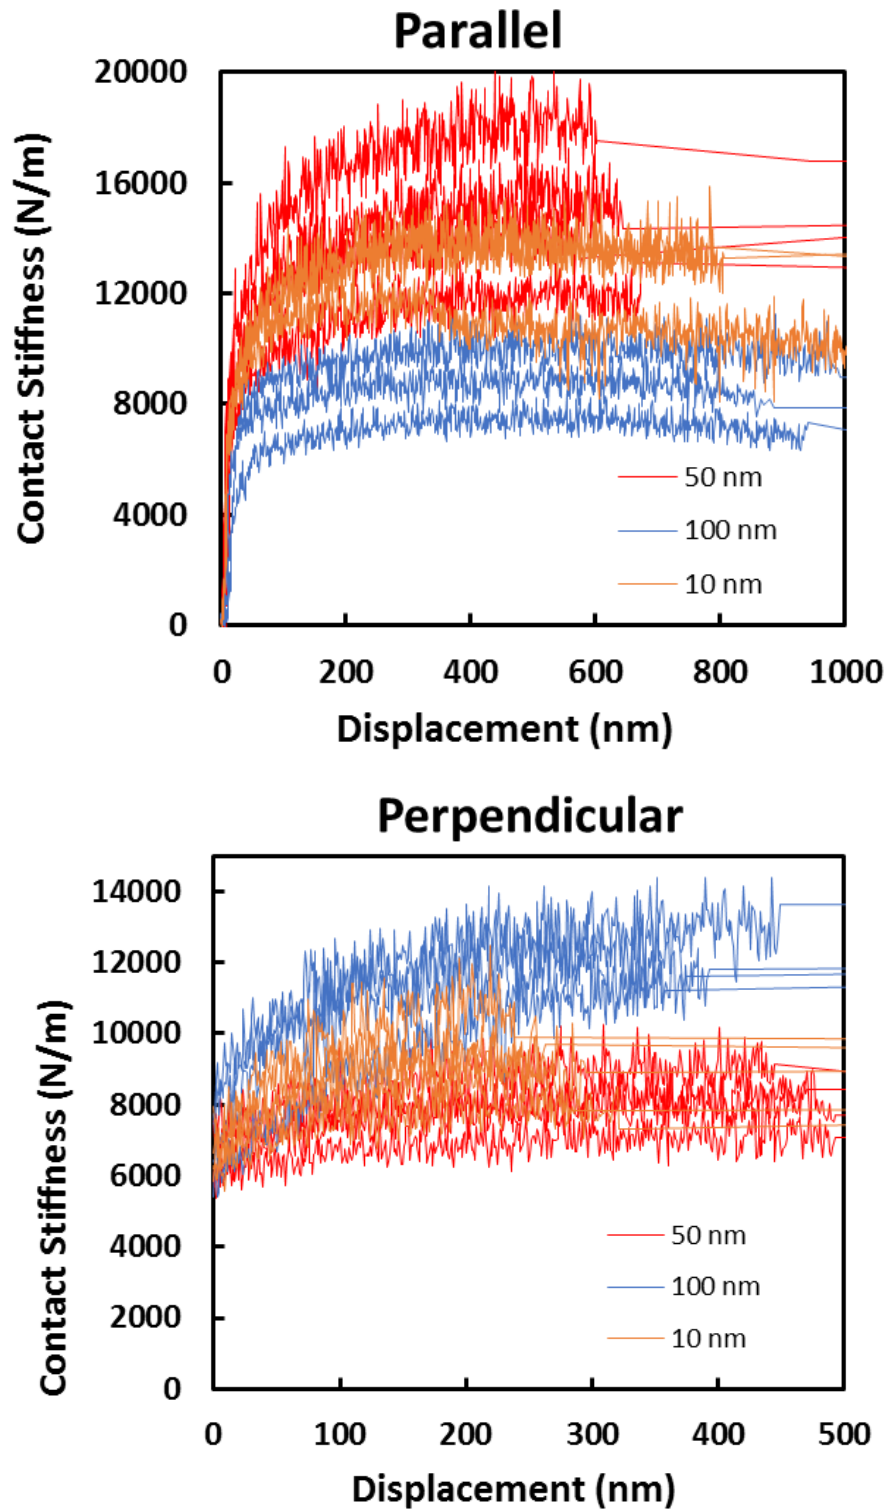 Parallel
Contact Stiffness (N/m)
20000
16000
12000
8000
4000
0
50 nm
100 nm
10 nm
0 200 400 600 800 1000
Displacement (nm)
Perpendicular
Contact Stiffness (N/m)
14000
12000
10000
8000
6000
4000
2000
0
50 nm
100 nm
10 nm
0 100 200 300 400 500
Displacement (nm)